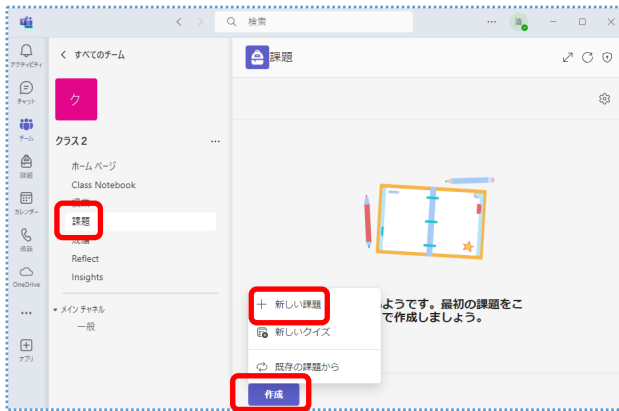 検索
蓮
アクティビティ
チャット
チーム
課題
カレンダー
通話
OneDrive
アプリ
すべてのチーム
ク
クラス 2
ホーム ページ
Class Notebook
課題
Reflect
Insights
メイン チャネル
一般
課題
ようです。最初の課題をこ
で作成しましょう。
新しい課題
新しいクイズ
既存の課題から
作成